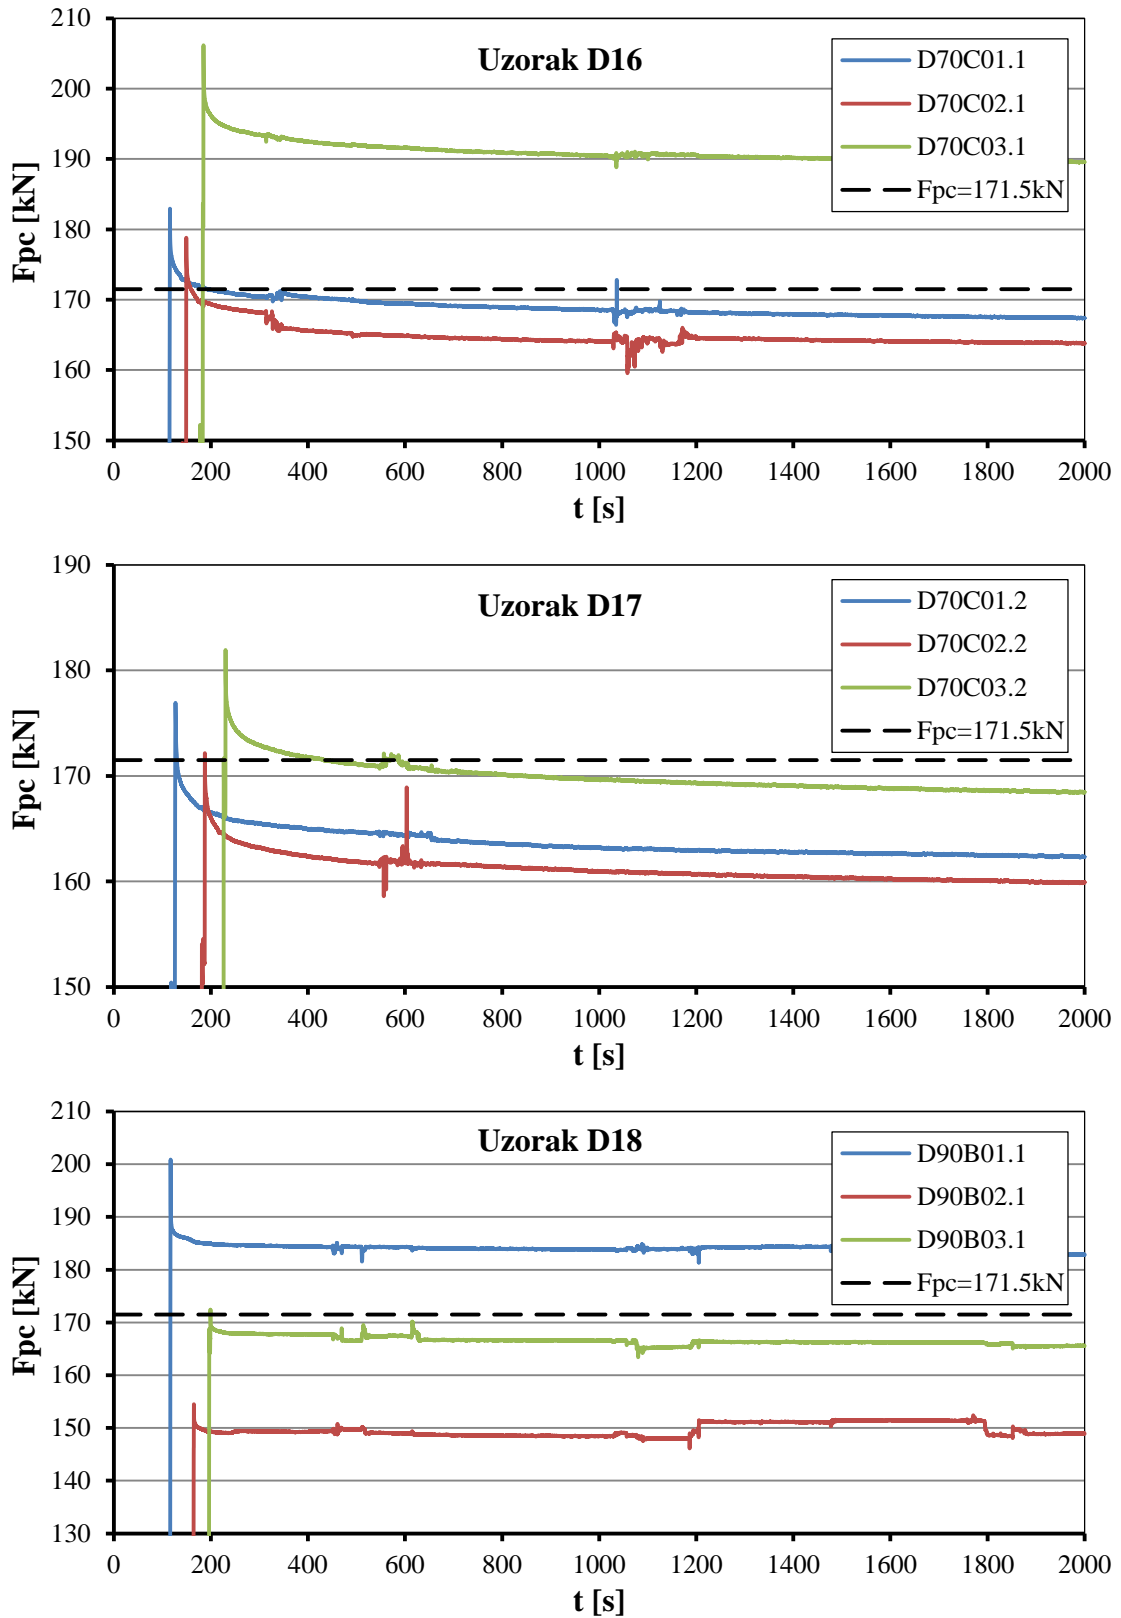 Uzorak D16
D70C01.1
D70C02.1
D70C03.1
Fpc=171.5kN
Fpc [kN]
210
200
190
180
170
160
150
0 200 400 600 800 1000 1200 1400 1600 1800 2000
t [s]
Uzorak D17
D70C01.2
D70C02.2
D70C03.2
Fpc=171.5kN
Fpc [kN]
190
180
170
160
150
0 200 400 600 800 1000 1200 1400 1600 1800 2000
t [s]
Uzorak D18
D90B01.1
D90B02.1
D90B03.1
Fpc=171.5kN
Fpc [kN]
210
200
190
180
170
160
150
140
130
0 200 400 600 800 1000 1200 1400 1600 1800 2000
t [s]